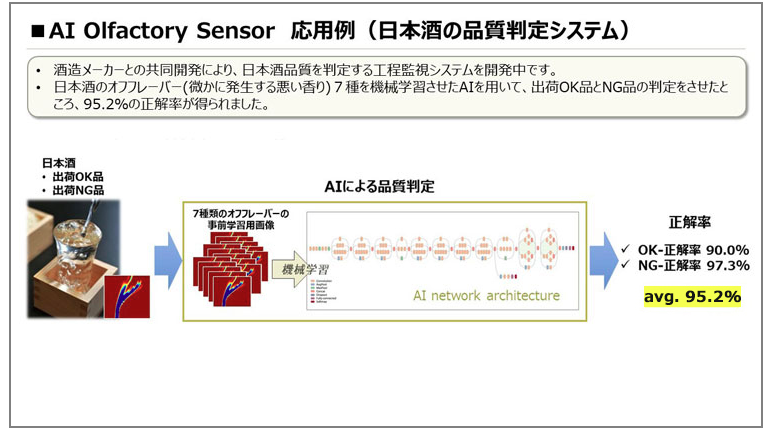 ■AI Olfactory Sensor 応用例（日本酒の品質判定システム）
• 酒造メーカーとの共同開発により、日本酒品質を判定する工程監視システムを開発中です。
• 日本酒のオフフレーバー(微かに発生する悪い香り)７種を機械学習させたAIを用いて、出荷OK品とNG品の判定をさせたと
ころ、95.2%の正解率が得られました。
日本酒
• 出荷OK品
• 出荷NG品
AIによる品質判定
7種類のオフフレーバーの
事前学習用画像
機械学習
AI network architecture
正解率
✓ OK-正解率 90.0%
✓ NG-正解率 97.3%
avg. 95.2%